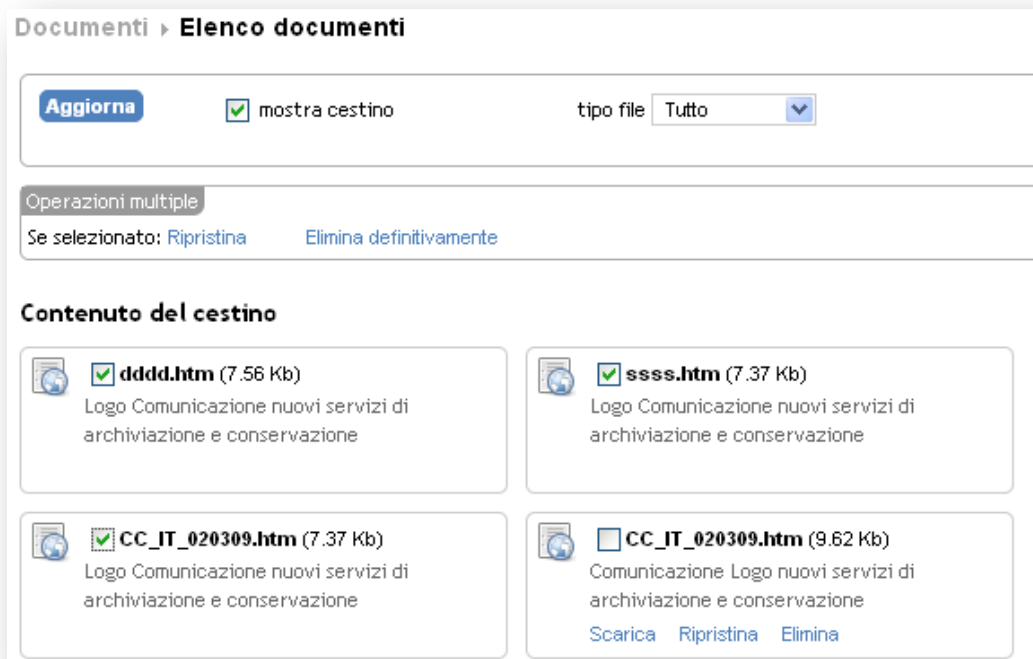 Documenti ▸ Elenco documenti
Aggiorna mostra cestino tipo file Tutto
Operazioni multiple
Se selezionato: Ripristina Elimina definitivamente
Contenuto del cestino
dddd.htm (7.56 Kb)
Logo Comunicazione nuovi servizi di
archiviazione e conservazione
ssss.htm (7.37 Kb)
Logo Comunicazione nuovi servizi di
archiviazione e conservazione
CC_IT_020309.htm (7.37 Kb)
Logo Comunicazione nuovi servizi di
archiviazione e conservazione
CC_IT_020309.htm (9.62 Kb)
Comunicazione Logo nuovi servizi di
archiviazione e conservazione
Scarica Ripristina Elimina